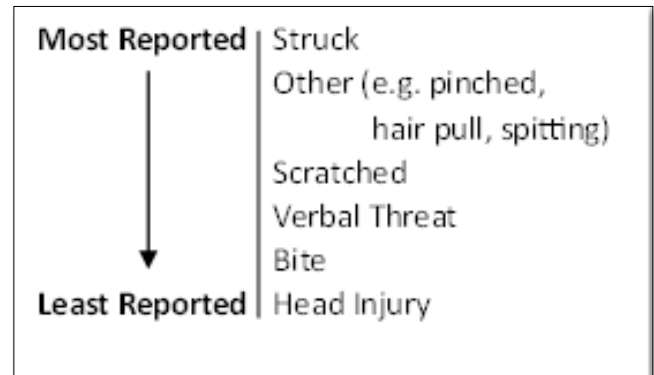 Most Reported Struck
Other (e.g. pinched,
hair pull, spitting)
Scratched
Verbal Threat
Bite
Least Reported Head Injury